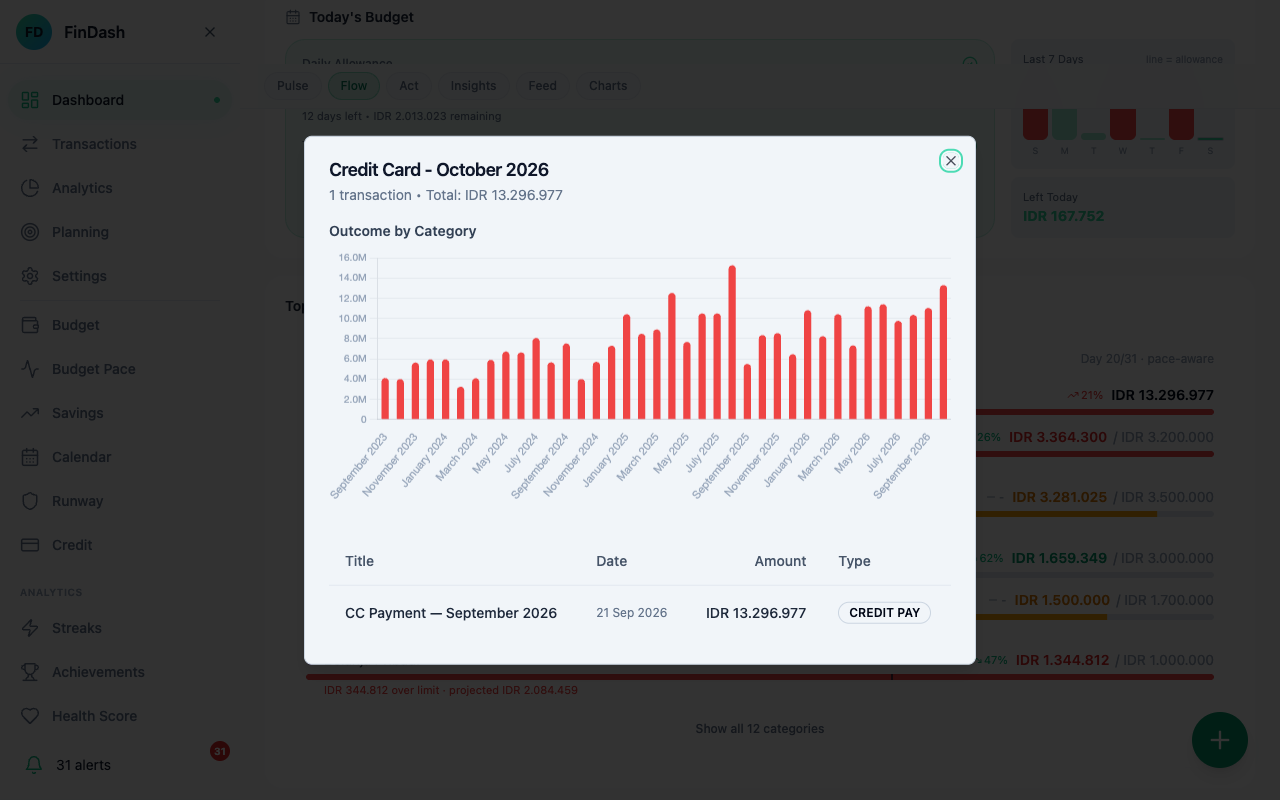 FD FinDash
Dashboard
Transactions
Analytics
Planning
Settings
Budget
Budget Pace
Savings
Calendar
Runway
Credit
ANALYTICS
Streaks
Achievements
Health Score
31 alerts
31
Today's Budget
Daily Allowance
Pulse Flow Act Insights Feed Charts
12 days left • IDR 2.013.023 remaining
Last 7 Days line = allowance
S M T W T F S
Left Today
IDR 167.752
Credit Card - October 2026
1 transaction • Total: IDR 13.296.977
Outcome by Category
16.0M
14.0M
12.0M
10.0M
8.0M
6.0M
4.0M
2.0M
0
September 2023
November 2023
January 2024
March 2024
May 2024
July 2024
September 2024
November 2024
January 2025
March 2025
May 2025
July 2025
September 2025
November 2025
January 2026
March 2026
May 2026
July 2026
September 2026
Title Date Amount Type
CC Payment — September 2026 21 Sep 2026 IDR 13.296.977 CREDIT PAY
Day 20/31 · pace-aware
21% IDR 13.296.977
26% IDR 3.364.300 / IDR 3.200.000
IDR 3.281.025 / IDR 3.500.000
62% IDR 1.659.349 / IDR 3.000.000
IDR 1.500.000 / IDR 1.700.000
47% IDR 1.344.812 / IDR 1.000.000
IDR 344.812 over limit · projected IDR 2.084.459
Show all 12 categories